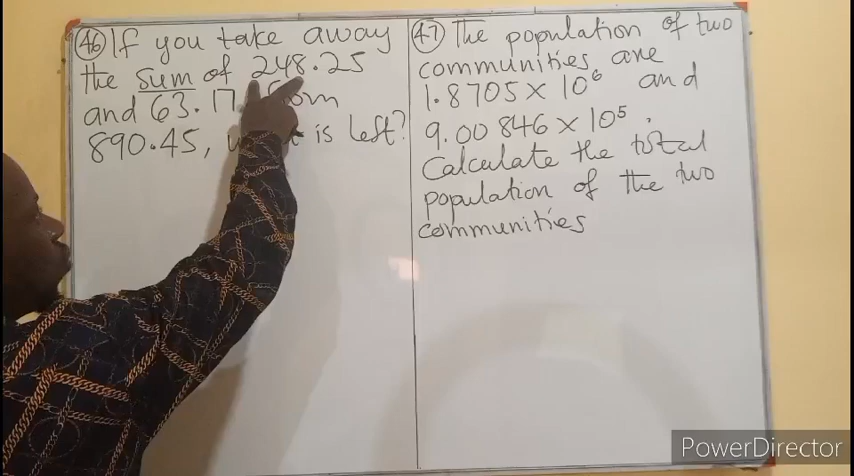 46 If you take away
the sum of 248.25
and 63.17 from
890.45, is left?
47 The population of two
communities are
1.8705 x 10⁶ and
9.00846 x 10⁵.
Calculate the total
population of the two
communities
PowerDirector